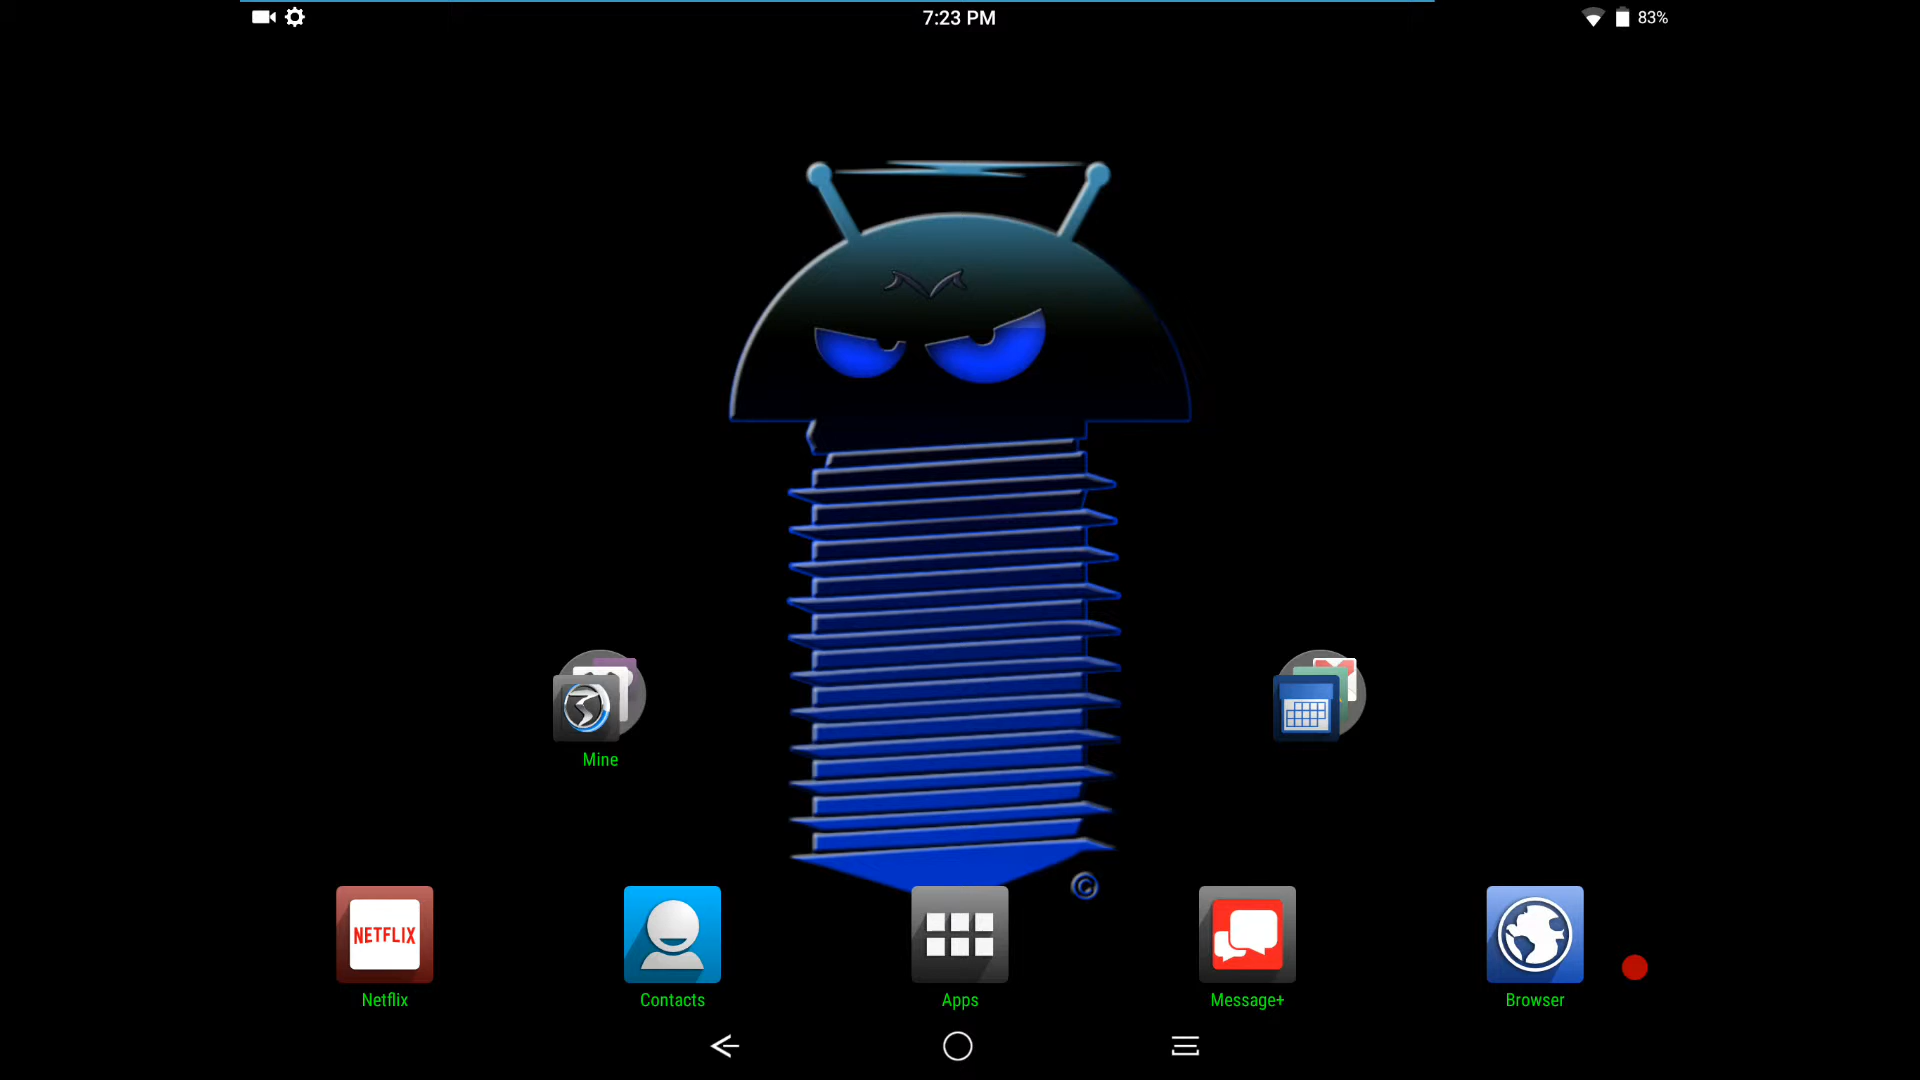 7:23 PM
83%
Mine
NETFLIX
Netflix
Contacts
Apps
Message+
Browser
©